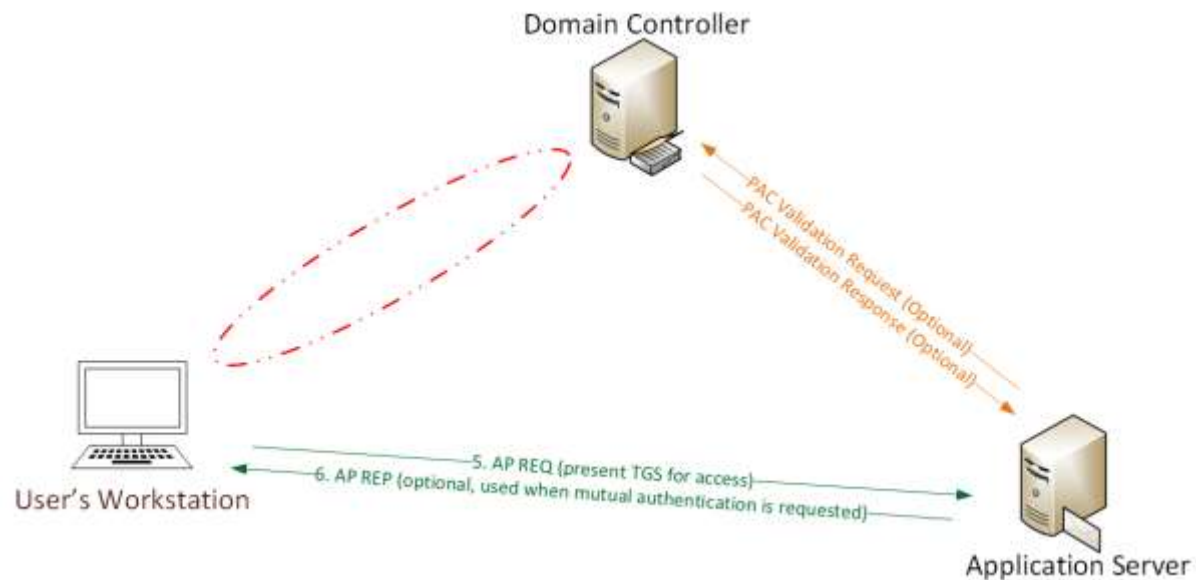 Domain Controller
PAC Validation Request (Optional)
PAC Validation Response (Optional)
5. AP REQ (present TGS for access)
6. AP REP (optional, used when mutual authentication is requested)
User's Workstation
Application Server